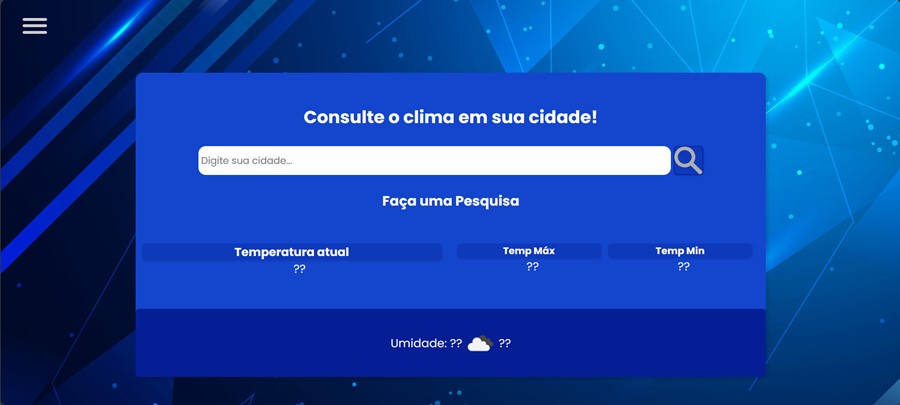 Consulte o clima em sua cidade!
Digite sua cidade...
Faça uma Pesquisa
Temperatura atual Temp Máx Temp Min
?? ?? ??
Umidade: ?? ??